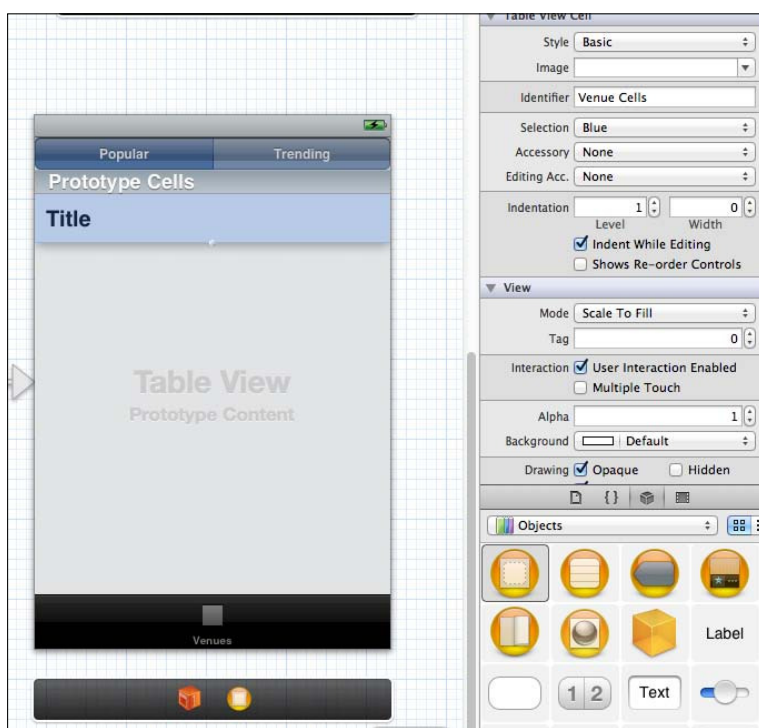 Popular Trending
Prototype Cells
Title
Table View
Prototype Content
Venues
Table View Cell
Style Basic
Image
Identifier Venue Cells
Selection Blue
Accessory None
Editing Acc. None
Indentation 1 0
Level Width
Indent While Editing
Shows Re-order Controls
View
Mode Scale To Fill
Tag 0
Interaction User Interaction Enabled
Multiple Touch
Alpha 1
Background Default
Drawing Opaque Hidden
{}
Objects
Label
1 2 Text